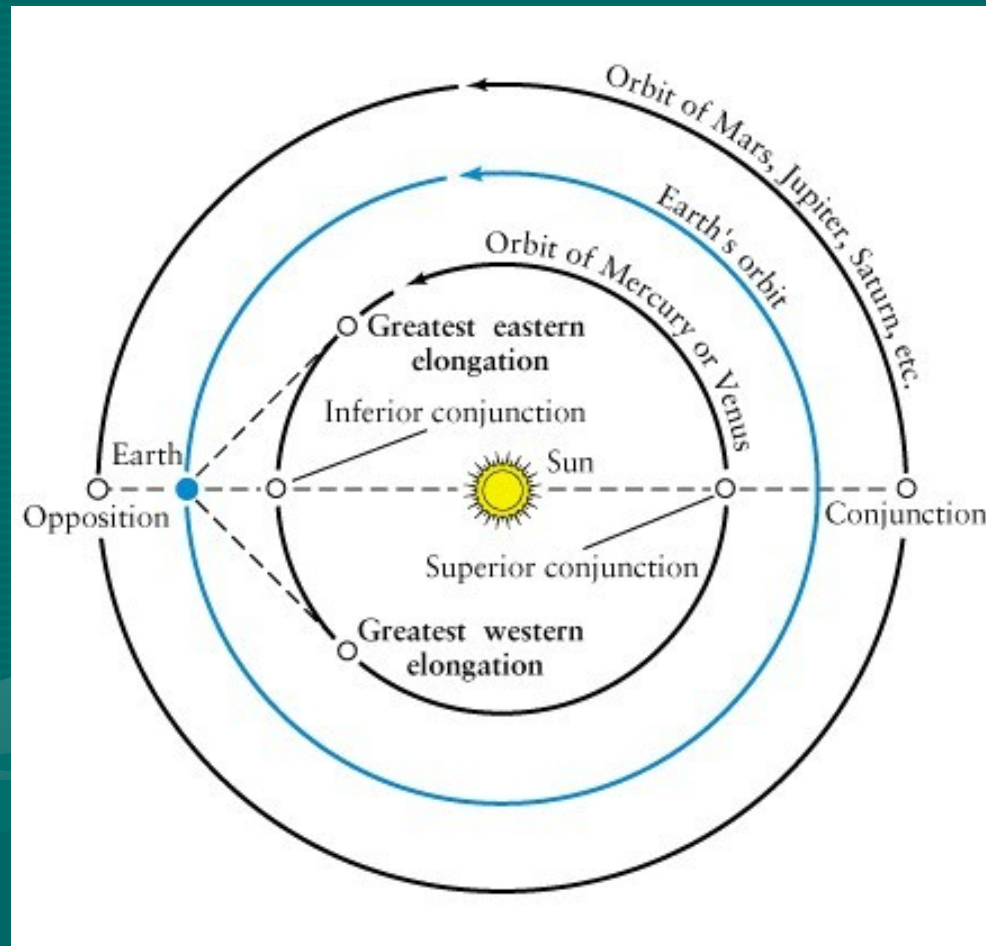 Orbit of Mars, Jupiter, Saturn, etc.
Earth's orbit
Orbit of Mercury or Venus
Greatest eastern
elongation
Inferior conjunction
Earth
Sun
Opposition
Conjunction
Superior conjunction
Greatest western
elongation